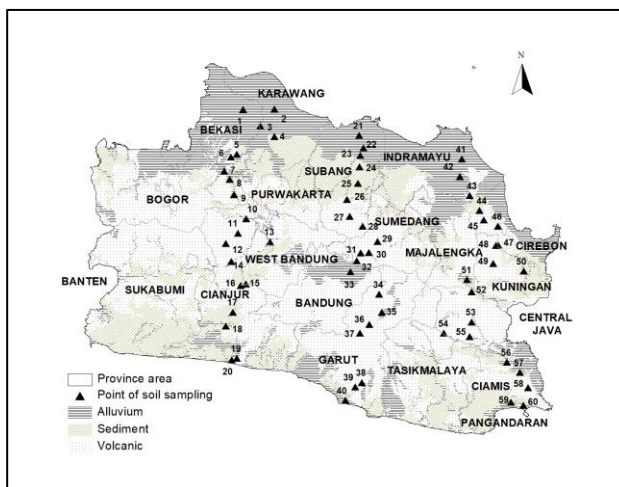 N
KARAWANG
1 2
BEKASI 3 4 21
5 6 22 INDRAMAYU 41
23 24 42
7 8 SUBANG 43
BOGOR 9 PURWAKARTA 25 26 44
10 27 SUMEDANG 45 46
11 28
12 13 29 MAJALENGKA 48 47 CIREBON
14 WEST BANDUNG 31 30 49 50
BANTEN 32 51
SUKABUMI 16 15 33 KUNINGAN
CIANJUR BANDUNG 34 52
17 35 CENTRAL
JAVA
18 36 54 53
37 55
19 GARUT 56
20 38 TASIKMALAYA 57
39 CIAMIS 58
40 59 60
PANGANDARAN
Province area
Point of soil sampling
Alluvium
Sediment
Volcanic